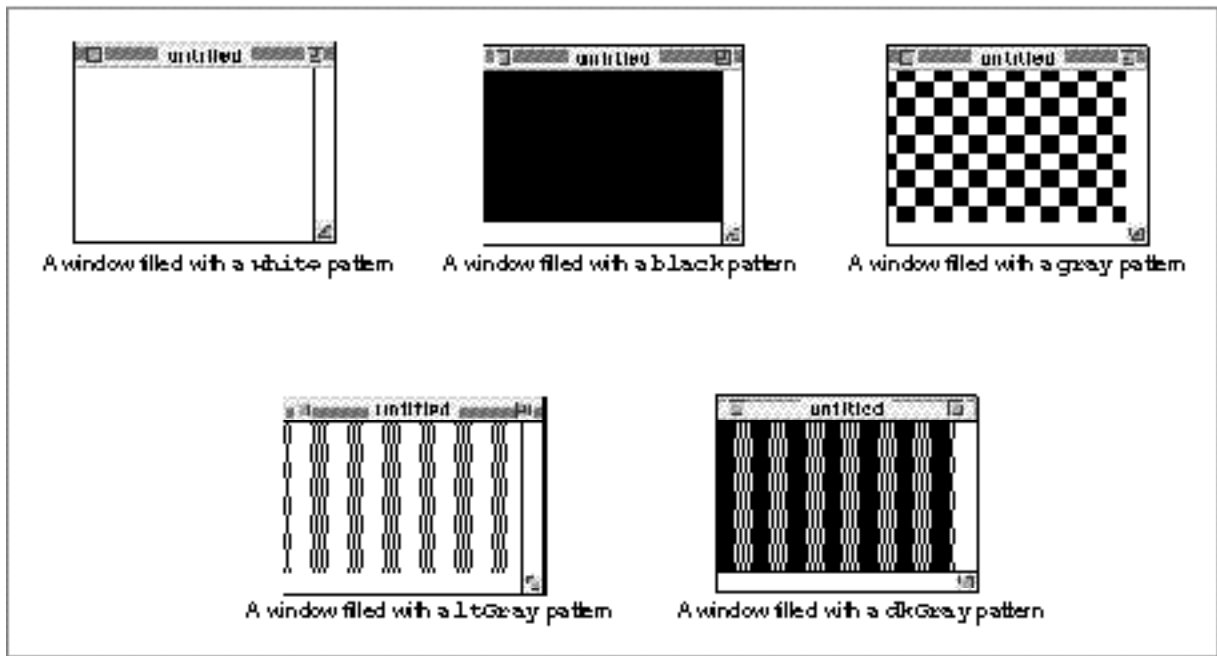 untitled
untitled
untitled
A window filled with a white pattern
A window filled with a black pattern
A window filled with a gray pattern
untitled
untitled
A window filled with a ltGray pattern
A window filled with a dkGray pattern